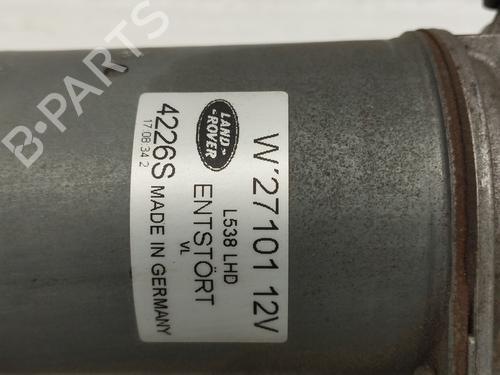 W´27101 12V
LAND-
ROVER
L538 LHD
ENTSTÖRT
VL
4226S MADE IN GERMANY
17 08 34 2
B-PARTS